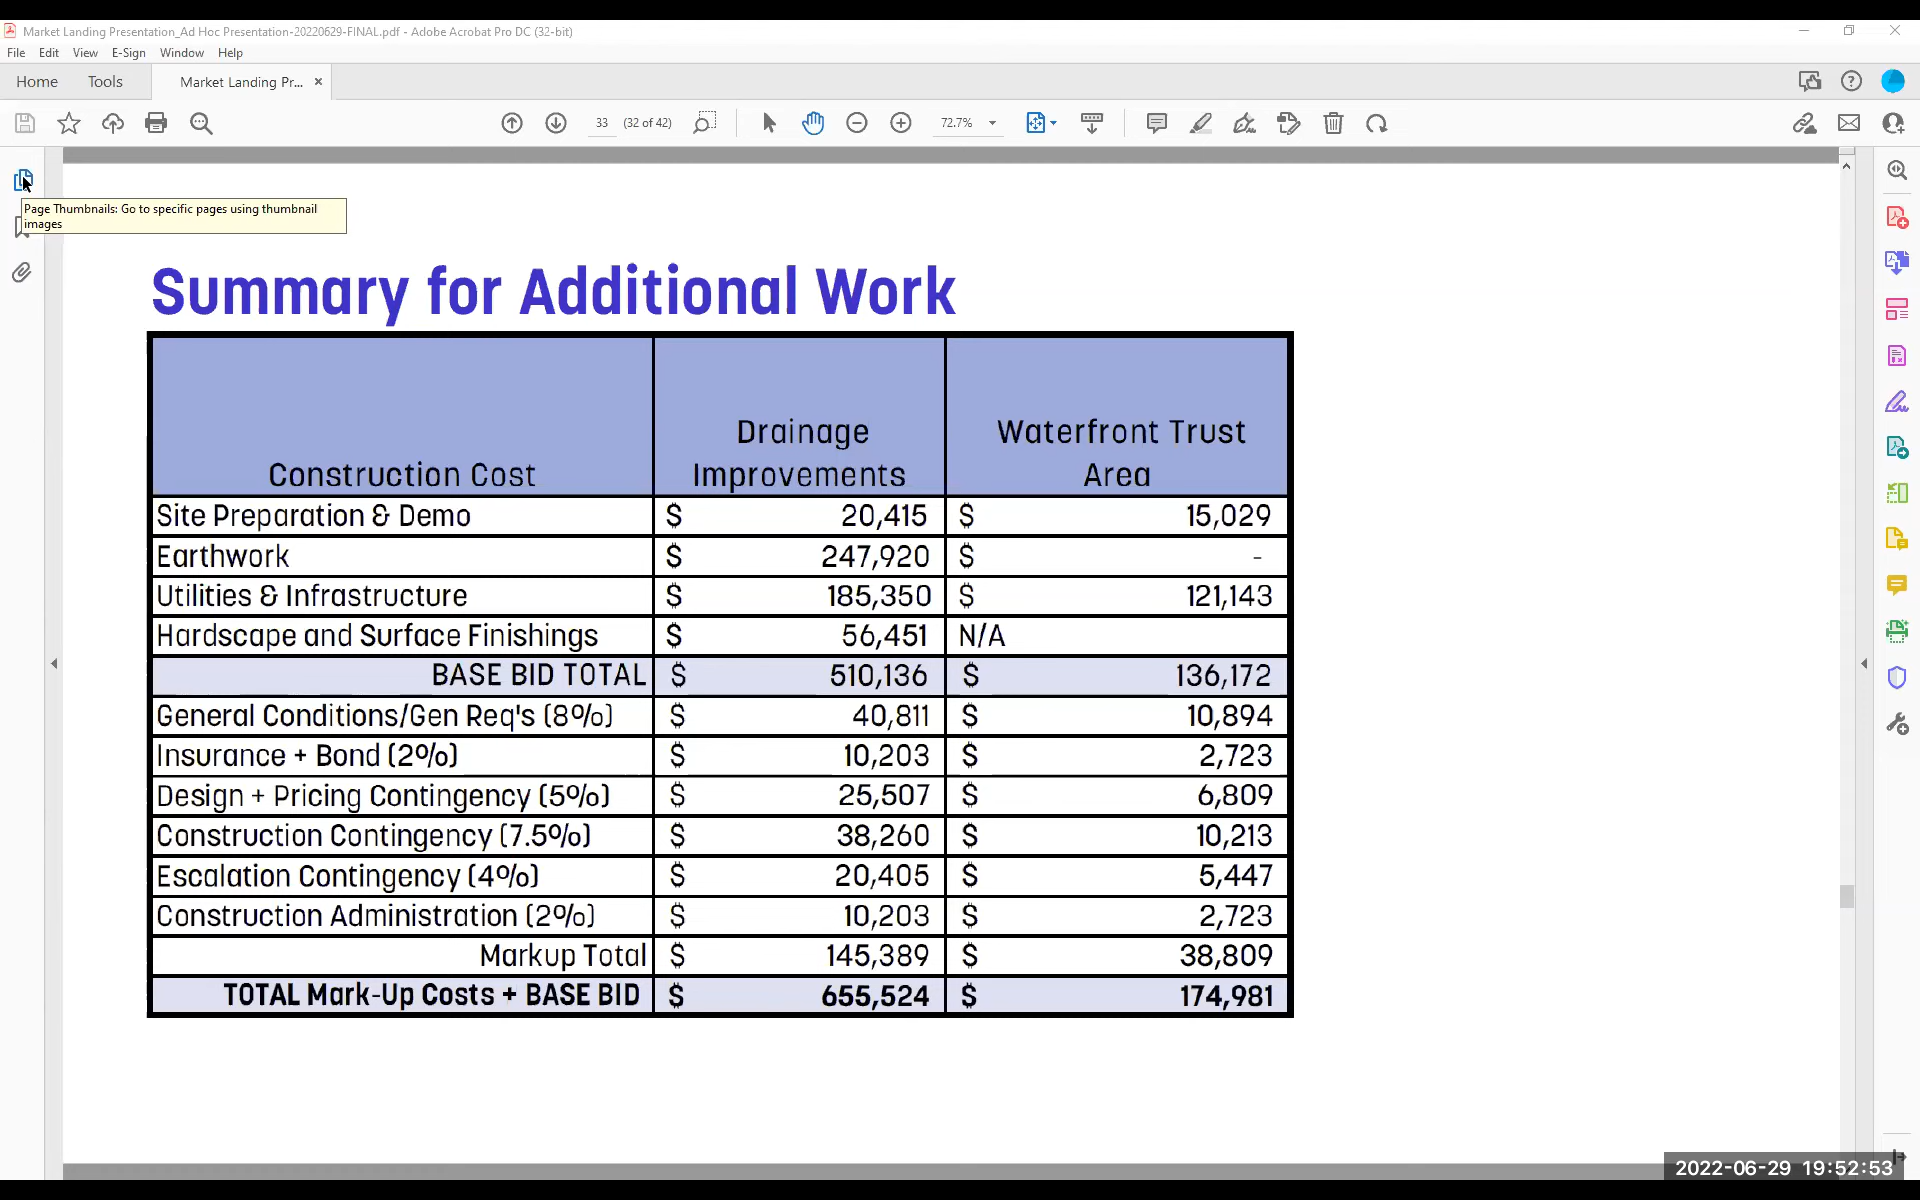 Market Landing Presentation_Ad Hoc Presentation-20220629-FINAL.pdf - Adobe Acrobat Pro DC (32-bit)
File Edit View E-Sign Window Help
Home Tools Market Landing Pr... ×
33 (32 of 42) 72.7%
Page Thumbnails: Go to specific pages using thumbnail
images
Summary for Additional Work
Drainage Waterfront Trust
Construction Cost Improvements Area
Site Preparation & Demo $ 20,415 $ 15,029
Earthwork $ 247,920 $ -
Utilities & Infrastructure $ 185,350 $ 121,143
Hardscape and Surface Finishings $ 56,451 N/A
BASE BID TOTAL $ 510,136 $ 136,172
General Conditions/Gen Req's (8%) $ 40,811 $ 10,894
Insurance + Bond (2%) $ 10,203 $ 2,723
Design + Pricing Contingency (5%) $ 25,507 $ 6,809
Construction Contingency (7.5%) $ 38,260 $ 10,213
Escalation Contingency (4%) $ 20,405 $ 5,447
Construction Administration (2%) $ 10,203 $ 2,723
Markup Total $ 145,389 $ 38,809
TOTAL Mark-Up Costs + BASE BID $ 655,524 $ 174,981
2022-06-29 19:52:53